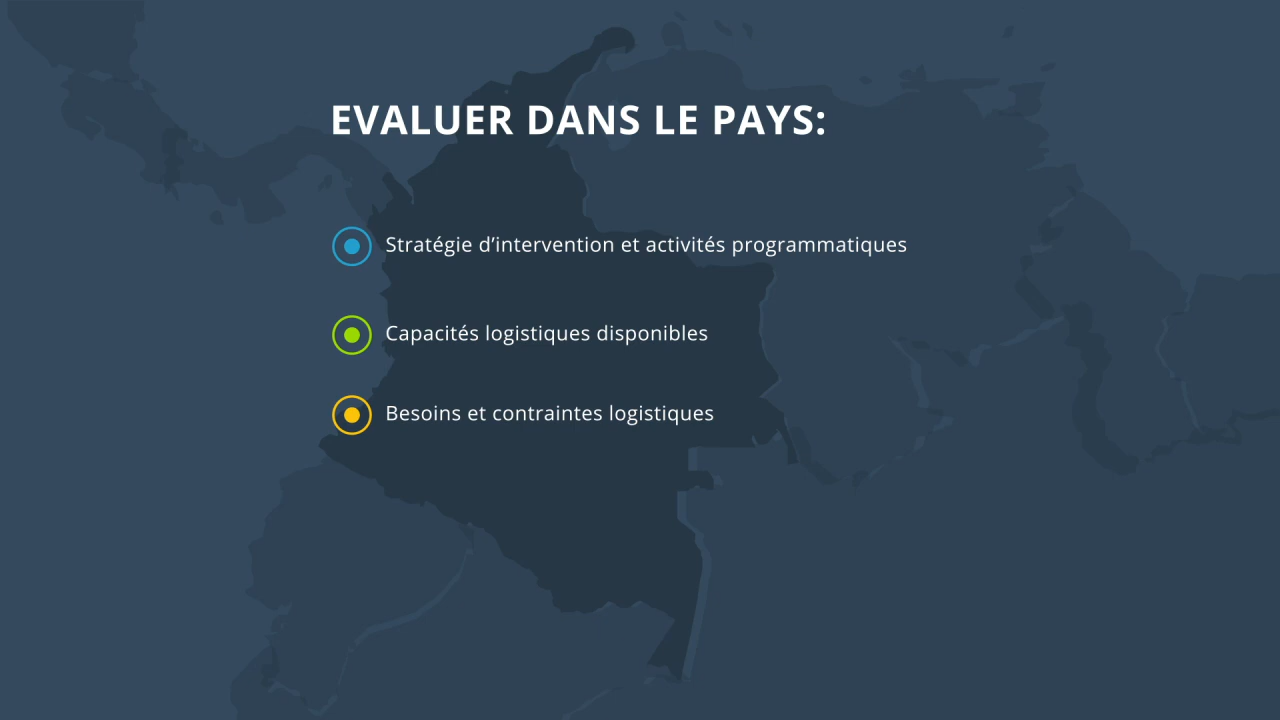 EVALUER DANS LE PAYS:
Stratégie d’intervention et activités programmatiques
Capacités logistiques disponibles
Besoins et contraintes logistiques